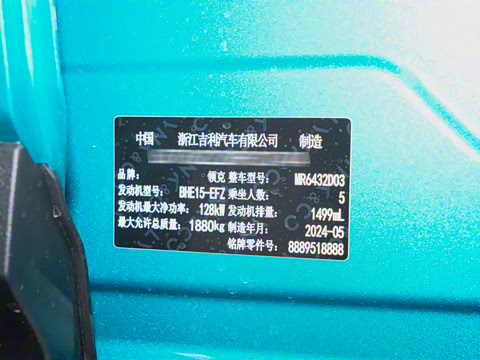 中国 浙江吉利汽车有限公司 制造
品牌: 领克 整车型号: MR6432D03
发动机型号: BHE15-EFZ 乘坐人数: 5
发动机最大净功率: 128kW 发动机排量: 1499mL
最大允许总质量: 1880kg 制造年月: 2024-05
铭牌零件号: 8889518888